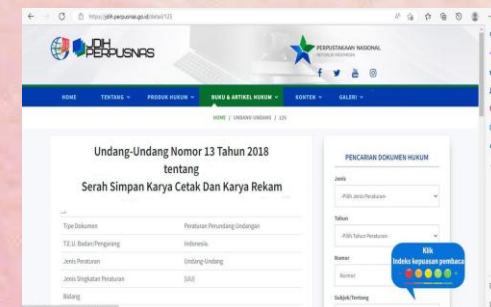 https://jdih.perpusnas.go.id/detail/123
JDIH
PERPUSNAS
PERPUSTAKAAN NASIONAL
REPUBLIK INDONESIA
HOME TENTANG PRODUK HUKUM BUKU & ARTIKEL HUKUM KONTEN GALERI
HOME / UNDANG-UNDANG / 123
Undang-Undang Nomor 13 Tahun 2018
tentang
Serah Simpan Karya Cetak Dan Karya Rekam
Tipe Dokumen Peraturan Perundang Undangan
T.E.U. Badan/Pengarang Indonesia.
Jenis Peraturan Undang-Undang
Jenis Singkatan Peraturan [UU]
Bidang
PENCARIAN DOKUMEN HUKUM
Jenis
-Pilih Jenis Peraturan-
Tahun
-Pilih Tahun Peraturan-
Nomor
Nomor
Subjek/Tentang
Klik
Indeks kepuasan pembaca